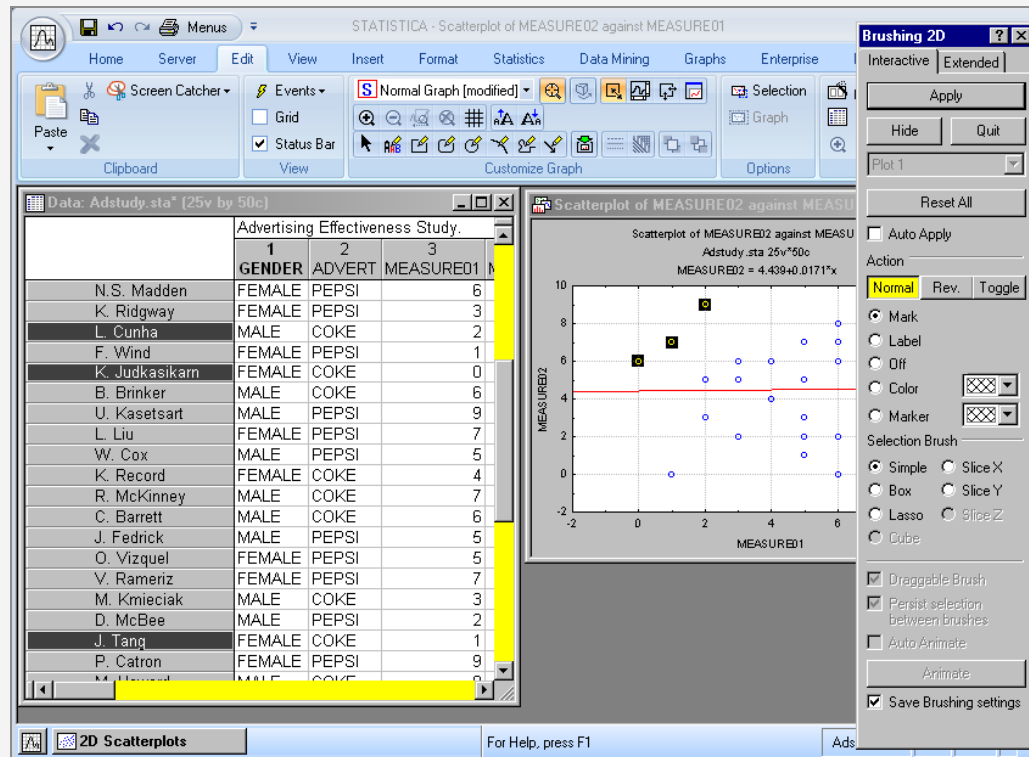 Menus
STATISTICA - Scatterplot of MEASURE02 against MEASURE01
Home Server Edit View Insert Format Statistics Data Mining Graphs Enterprise
Paste
Screen Catcher
Clipboard
Events
Grid
Status Bar
View
S Normal Graph [modified]
Customize Graph
Selection
Graph
Options
Data: Adstudy.sta* (25v by 50c)
Advertising Effectiveness Study.
1 2 3
GENDER ADVERT MEASURE01
N.S. Madden FEMALE PEPSI 6
K. Ridgway FEMALE PEPSI 3
L. Cunha MALE COKE 2
F. Wind FEMALE PEPSI 1
K. Judkasikarn FEMALE COKE 0
B. Brinker MALE COKE 6
U. Kasetsart MALE PEPSI 9
L. Liu FEMALE PEPSI 7
W. Cox MALE PEPSI 5
K. Record FEMALE COKE 4
R. McKinney MALE COKE 7
C. Barrett MALE COKE 6
J. Fedrick MALE PEPSI 5
O. Vizquel FEMALE PEPSI 5
V. Rameriz FEMALE PEPSI 7
M. Kmieciak MALE COKE 3
D. McBee MALE PEPSI 2
J. Tang FEMALE COKE 1
P. Catron FEMALE PEPSI 9
Scatterplot of MEASURE02 against MEASU
Scatterplot of MEASURE02 against MEASU
Adstudy.sta 25v*50c
MEASURE02 = 4.439+0.0171*x
10
8
6
4
2
0
-2
MEASURE02
-2 0 2 4 6
MEASURE01
Brushing 2D
Interactive Extended
Apply
Hide Quit
Plot 1
Reset All
Auto Apply
Action
Normal Rev. Toggle
Mark
Label
Off
Color
Marker
Selection Brush
Simple Slice X
Box Slice Y
Lasso Slice Z
Cube
Draggable Brush
Persist selection
between brushes
Auto Animate
Animate
Save Brushing settings
2D Scatterplots
For Help, press F1
Ads